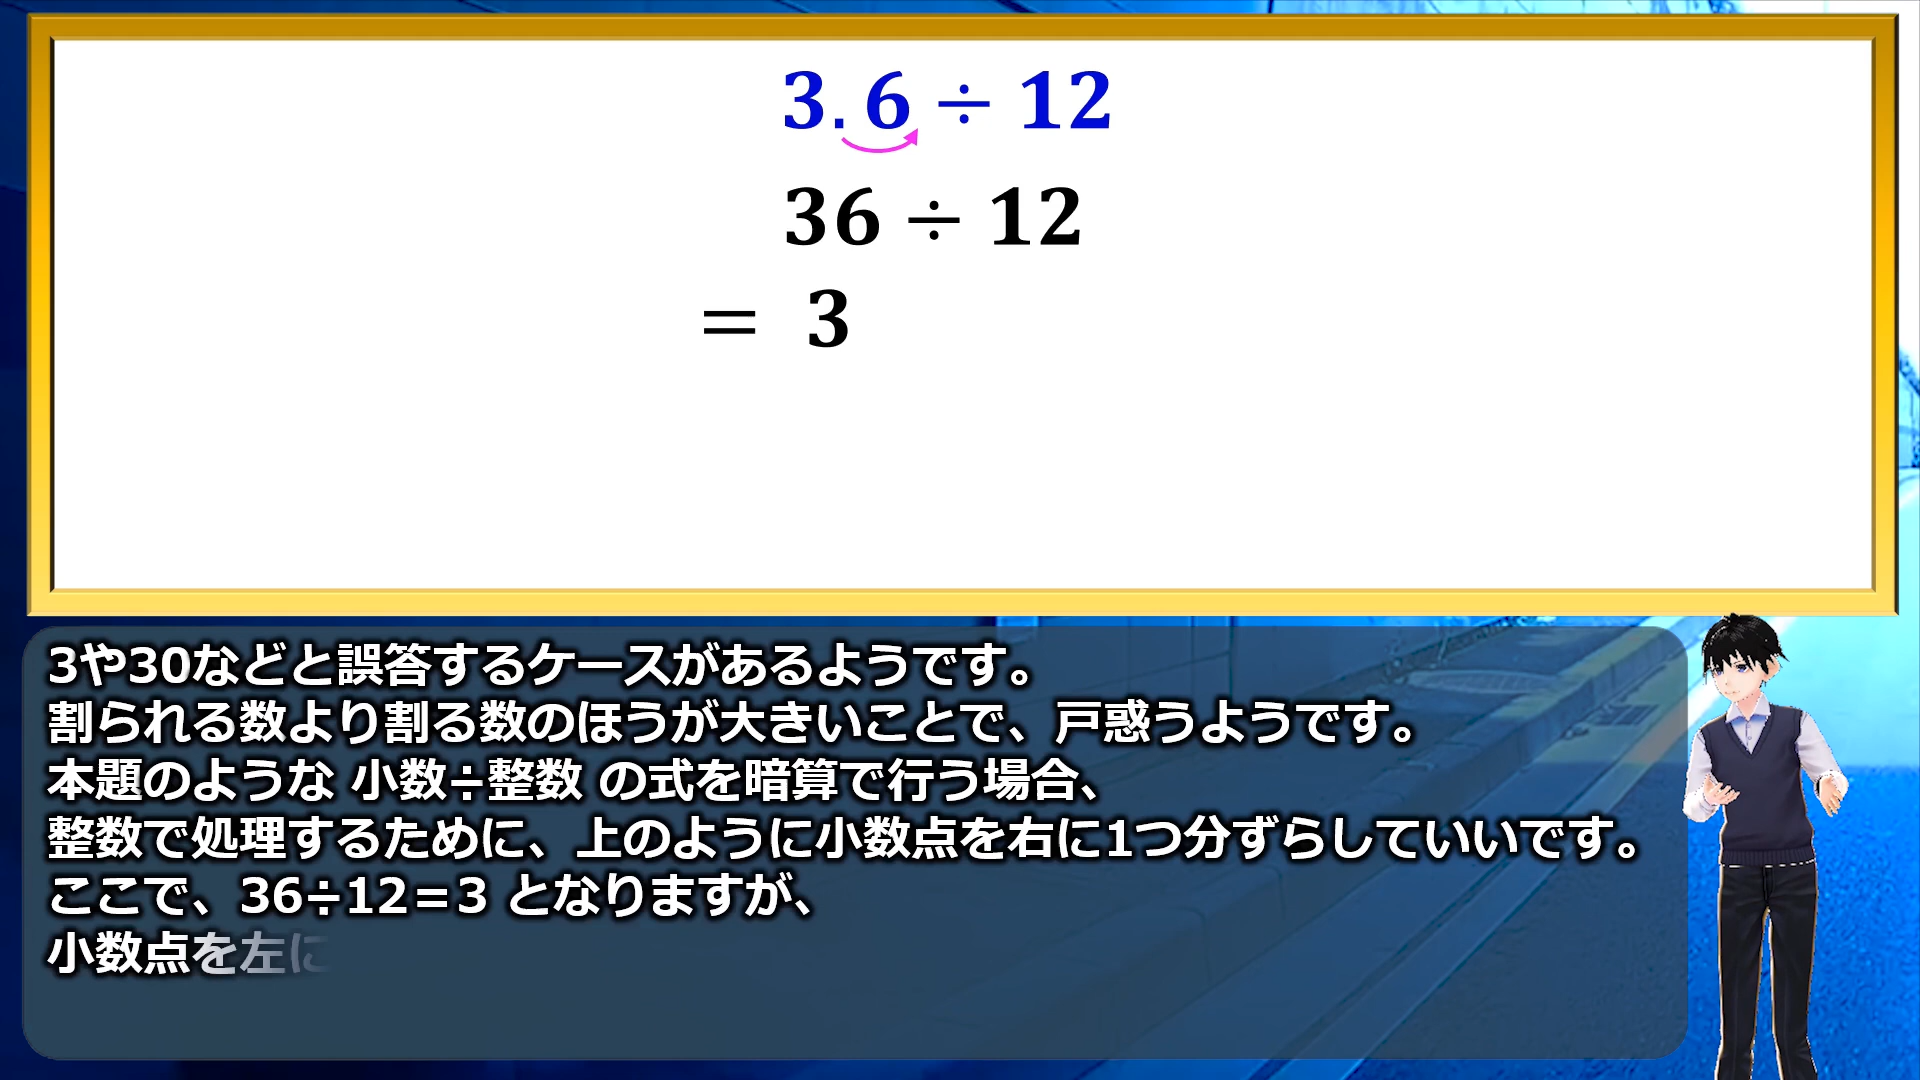 3.6÷12
36÷12
= 3
3や30などと誤答するケースがあるようです。
割られる数より割る数のほうが大きいことで、戸惑うようです。
本題のような 小数÷整数 の式を暗算で行う場合、
整数で処理するために、上のように小数点を右に1つ分ずらしていいです。
ここで、36÷12=3 となりますが、
小数点を左に